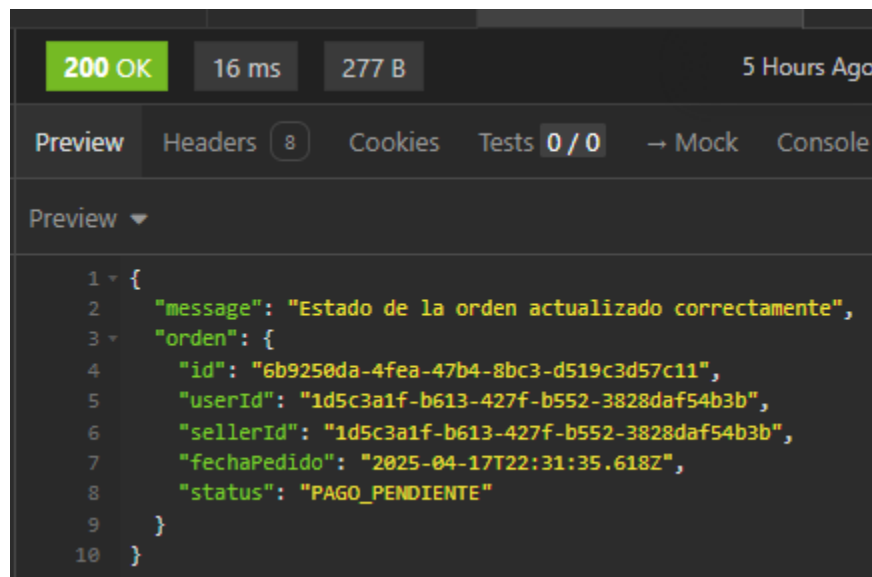 200 OK 16 ms 277 B 5 Hours Ago
Preview Headers 8 Cookies Tests 0 / 0 → Mock Console
Preview
1 {
2 "message": "Estado de la orden actualizado correctamente",
3 "orden": {
4 "id": "6b9250da-4fea-47b4-8bc3-d519c3d57c11",
5 "userId": "1d5c3a1f-b613-427f-b552-3828daf54b3b",
6 "sellerId": "1d5c3a1f-b613-427f-b552-3828daf54b3b",
7 "fechaPedido": "2025-04-17T22:31:35.618Z",
8 "status": "PAGO_PENDIENTE"
9 }
10 }